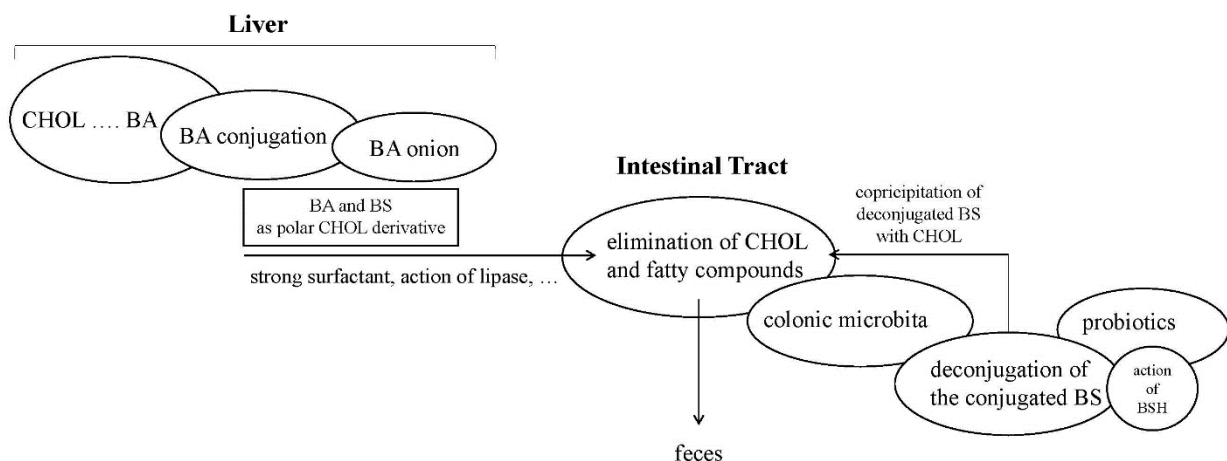 Liver
CHOL .... BA
BA conjugation
BA onion
BA and BS
as polar CHOL derivative
strong surfactant, action of lipase, ...
Intestinal Tract
elimination of CHOL
and fatty compounds
copricipitation of
deconjugated BS
with CHOL
colonic microbita
probiotics
deconjugation of
the conjugated BS
action
of
BSH
feces